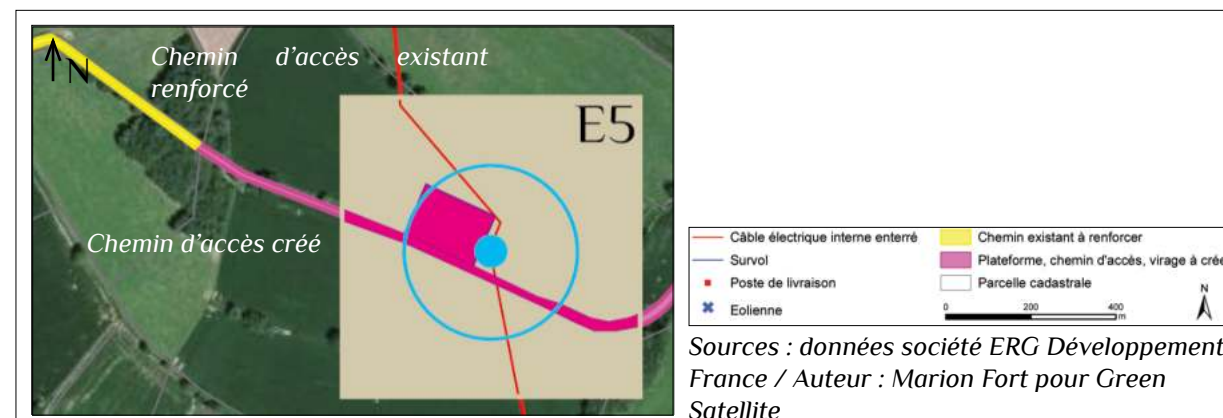 Chemin d'accès existant
renforcé
N
E5
Chemin d'accès créé
Câble électrique interne enterré
Survol
Poste de livraison
Eolienne
Chemin existant à renforcer
Plateforme, chemin d'accès, virage à crée
Parcelle cadastrale
0 200 400
m
N
Sources : données société ERG Développement
France / Auteur : Marion Fort pour Green
Satellite